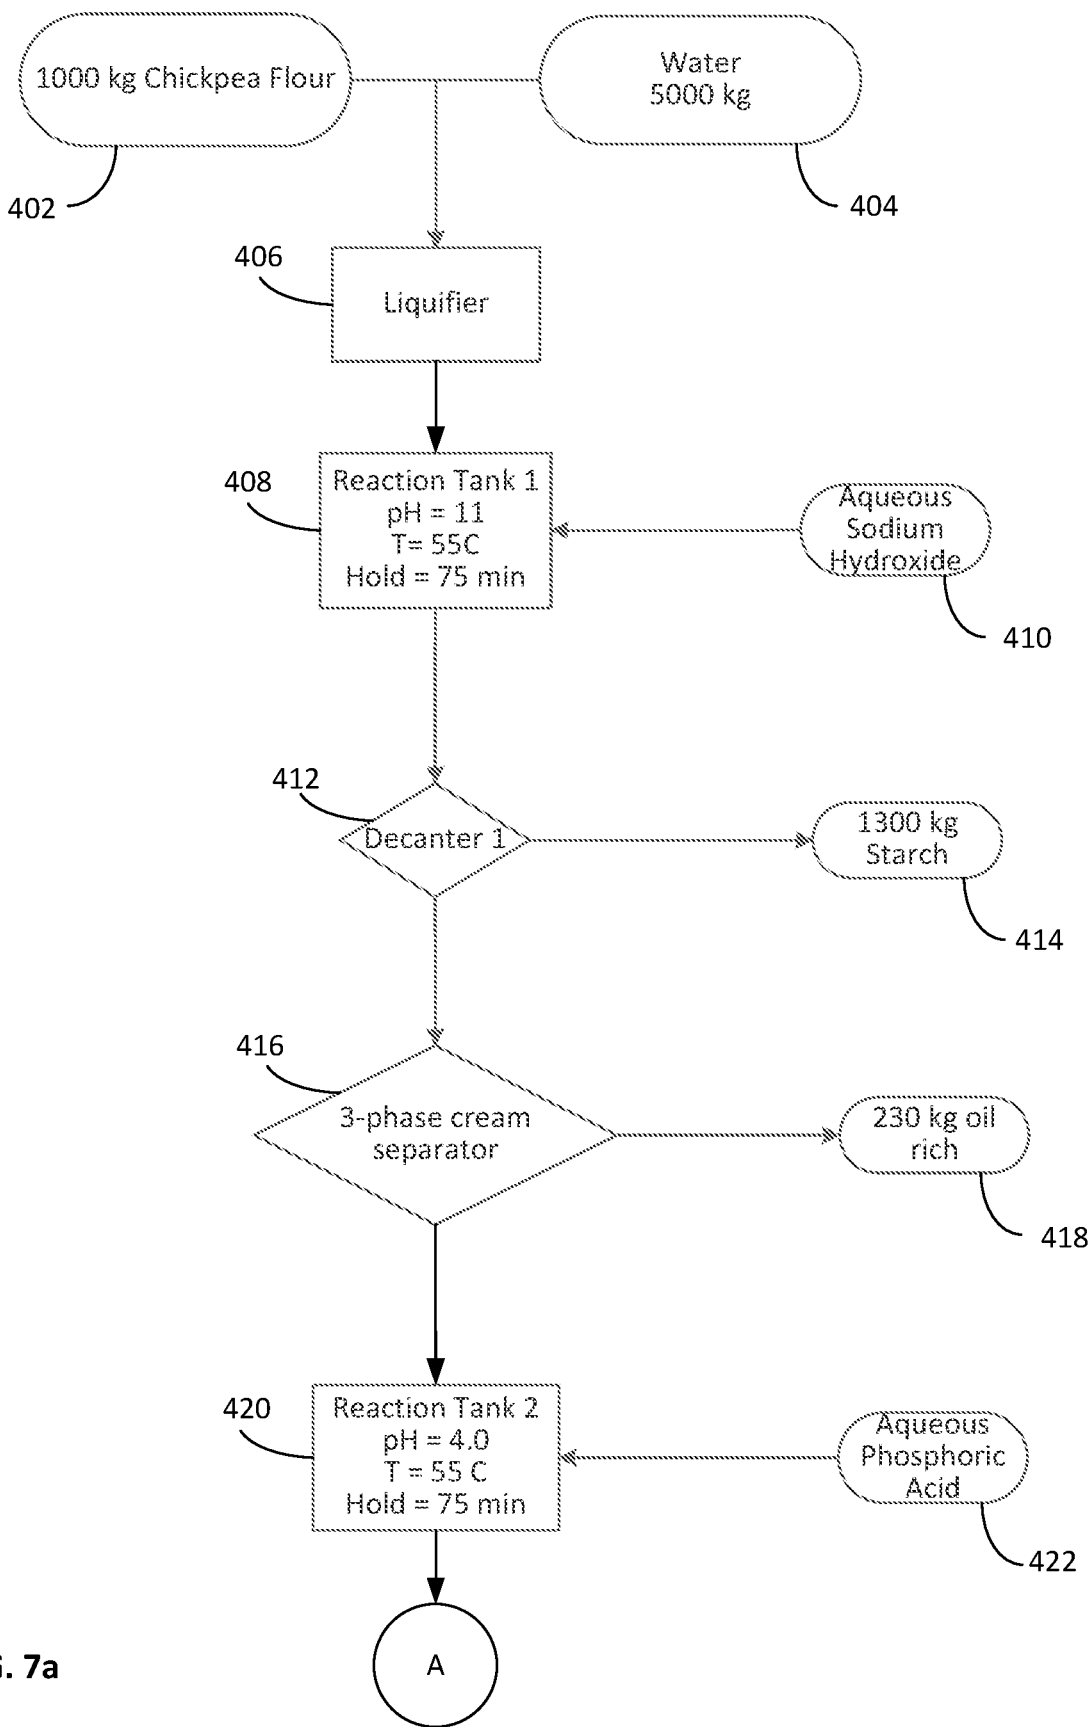 1000 kg Chickpea Flour
Water
5000 kg
402
404
406
Liquifier
408
Reaction Tank 1
pH = 11
T= 55C
Hold = 75 min
Aqueous
Sodium
Hydroxide
410
412
Decanter 1
1300 kg
Starch
414
416
3-phase cream
separator
230 kg oil
rich
418
420
Reaction Tank 2
pH = 4.0
T = 55 C
Hold = 75 min
Aqueous
Phosphoric
Acid
422
A
. 7a